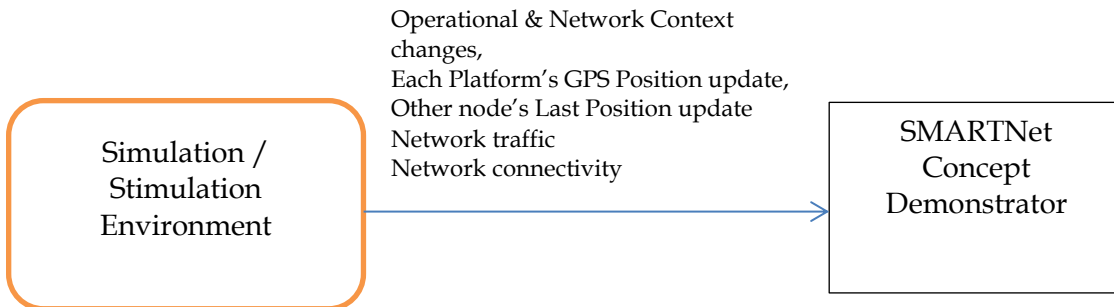 Operational & Network Context
changes,
Each Platform's GPS Position update,
Other node's Last Position update
Network traffic
Network connectivity
Simulation /
Stimulation
Environment
SMARTNet
Concept
Demonstrator